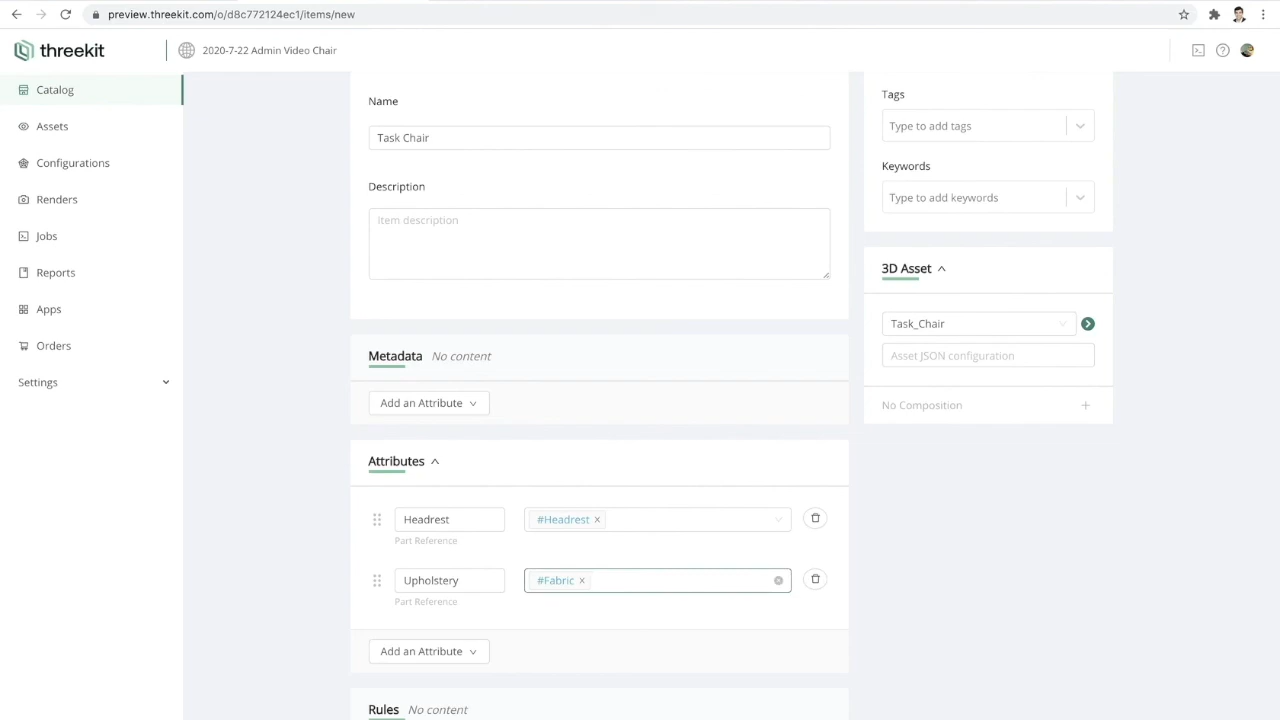 preview.threekit.com/o/d8c772124ec1/items/new
threekit
2020-7-22 Admin Video Chair
Catalog
Assets
Configurations
Renders
Jobs
Reports
Apps
Orders
Settings
Name
Task Chair
Description
Item description
Metadata No content
Add an Attribute
Attributes
Headrest #Headrest
Part Reference
Upholstery #Fabric
Part Reference
Add an Attribute
Rules No content
Tags
Type to add tags
Keywords
Type to add keywords
3D Asset
Task_Chair
Asset JSON configuration
No Composition